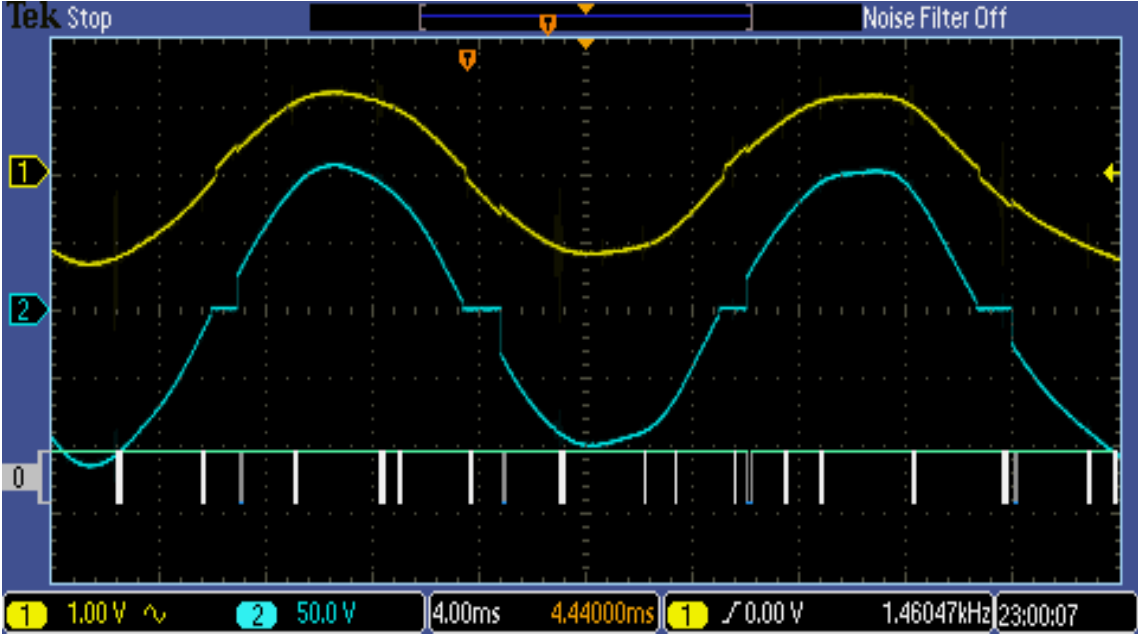 Tek Stop Noise Filter Off
T
T
1
2
0
1 1.00 V 2 50.0 V 4.00ms 4.44000ms 1 0.00 V 1.46047kHz 23:00:07